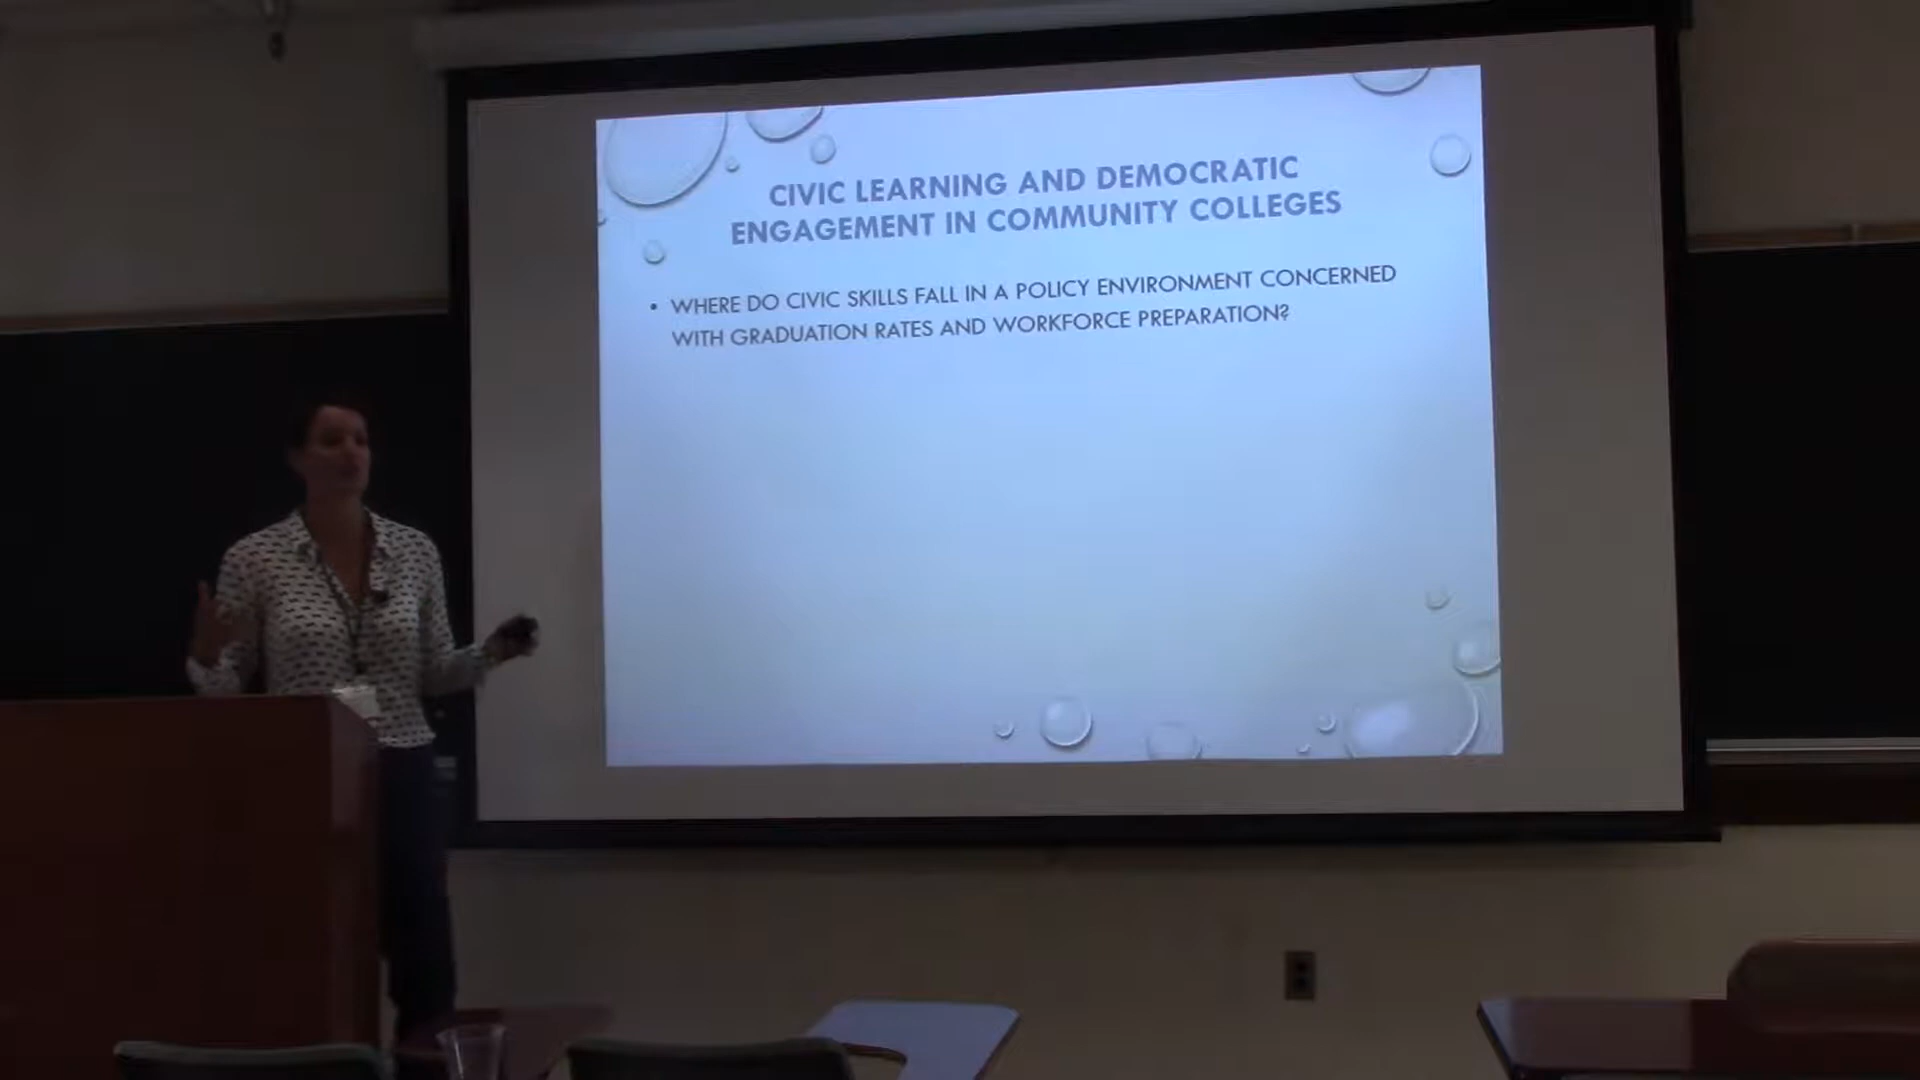 CIVIC LEARNING AND DEMOCRATIC
ENGAGEMENT IN COMMUNITY COLLEGES
• WHERE DO CIVIC SKILLS FALL IN A POLICY ENVIRONMENT CONCERNED
WITH GRADUATION RATES AND WORKFORCE PREPARATION?